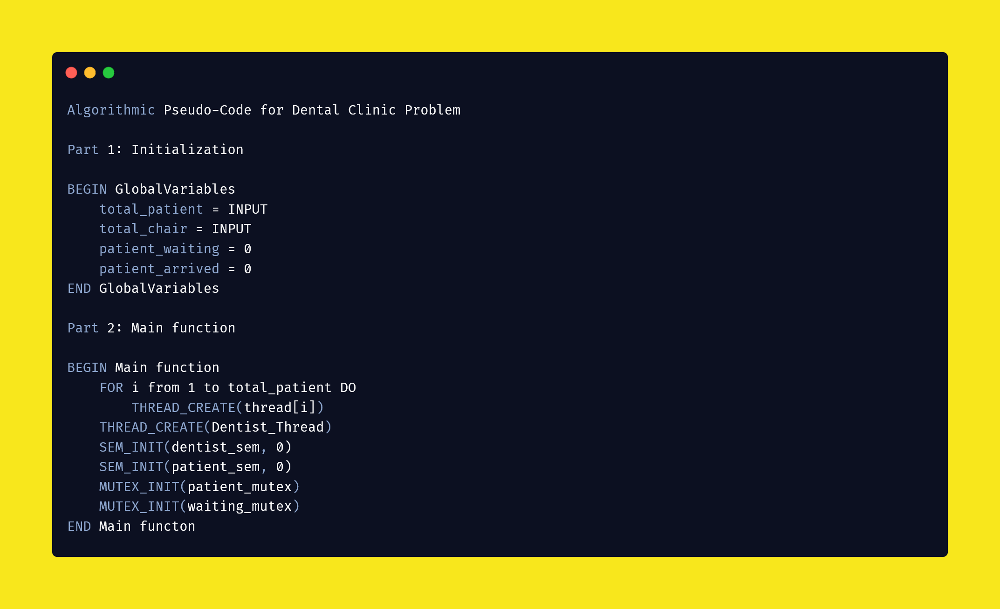 Algorithmic Pseudo-Code for Dental Clinic Problem
Part 1: Initialization
BEGIN GlobalVariables
total_patient = INPUT
total_chair = INPUT
patient_waiting = 0
patient_arrived = 0
END GlobalVariables
Part 2: Main function
BEGIN Main function
FOR i from 1 to total_patient DO
THREAD_CREATE(thread[i])
THREAD_CREATE(Dentist_Thread)
SEM_INIT(dentist_sem, 0)
SEM_INIT(patient_sem, 0)
MUTEX_INIT(patient_mutex)
MUTEX_INIT(waiting_mutex)
END Main functon